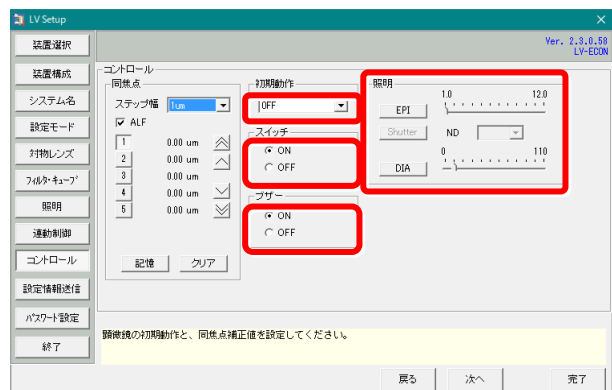 LV Setup
Ver. 2.3.0.58
LV-ECON
装置選択
装置構成
システム名
設定モード
対物レンズ
フィルタ・キューブ
照明
連動制御
コントロール
設定情報送信
パスワード設定
終了
コントロール
同焦点
ステップ幅 1um
ALF
1 0.00 um
2 0.00 um
3 0.00 um
4 0.00 um
5 0.00 um
記憶 クリア
初期動作
OFF
スイッチ
ON
OFF
ブザー
ON
OFF
照明
1.0 12.0
EPI
Shutter ND
0 110
DIA
顕微鏡の初期動作と、同焦点補正値を設定してください。
戻る 次へ 完了